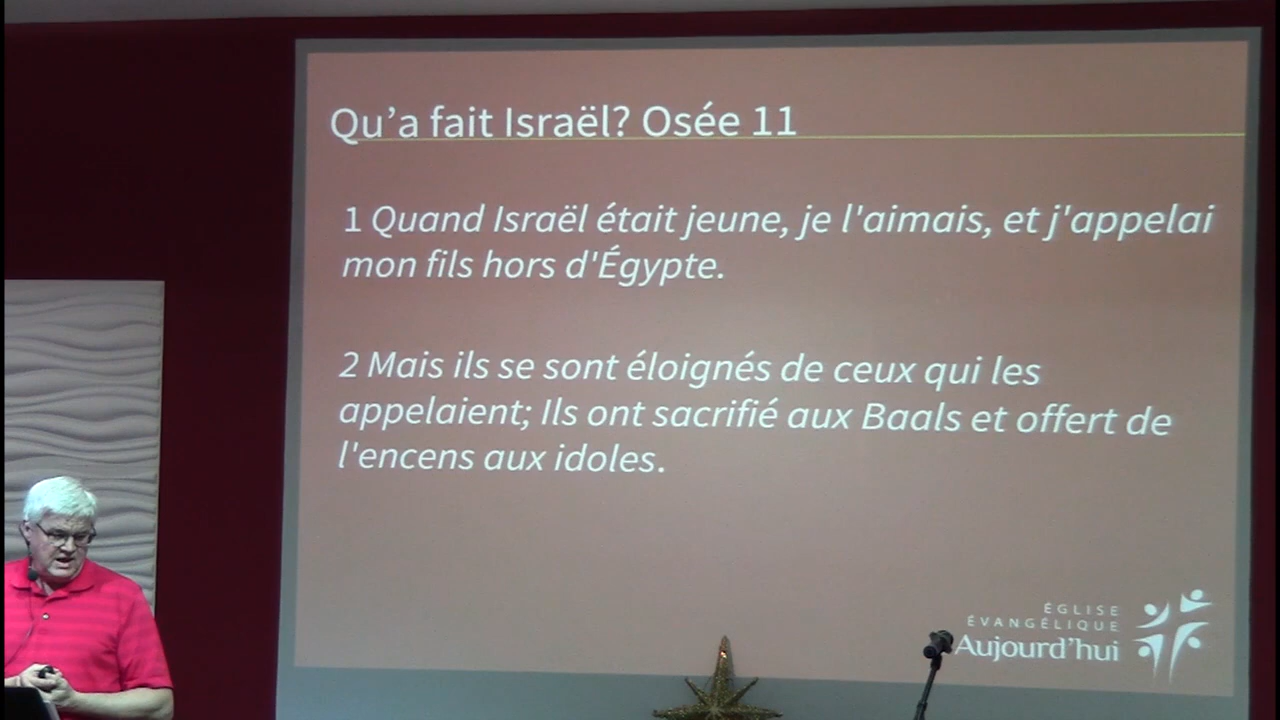 Qu’a fait Israël? Osée 11
1 Quand Israël était jeune, je l'aimais, et j'appelai
mon fils hors d'Égypte.
2 Mais ils se sont éloignés de ceux qui les
appelaient; Ils ont sacrifié aux Baals et offert de
l'encens aux idoles.
ÉGLISE
ÉVANGÉLIQUE
Aujourd’hui